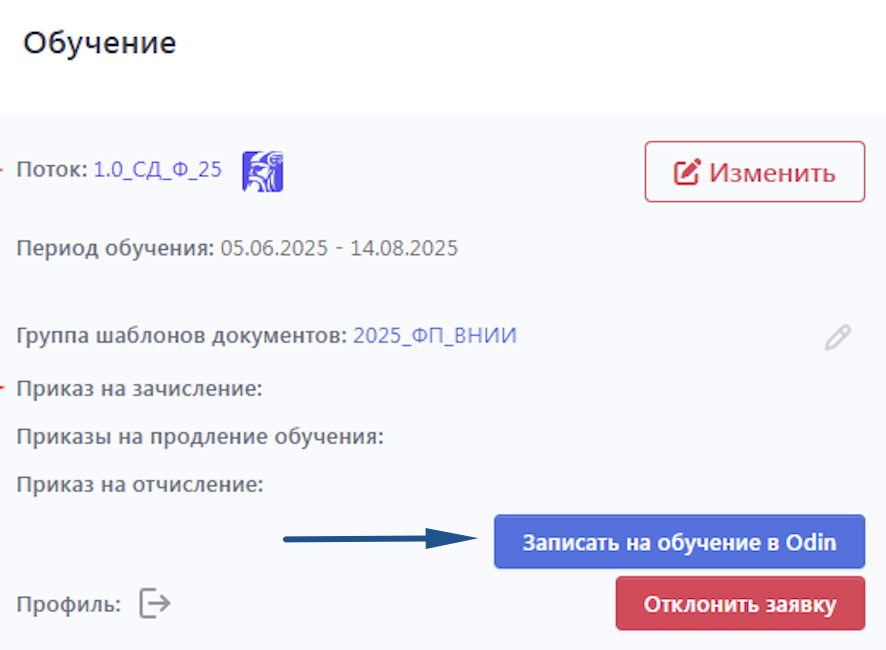 Обучение
Поток: 1.0_СД_Ф_25
Изменить
Период обучения: 05.06.2025 - 14.08.2025
Группа шаблонов документов: 2025_ФП_ВНИИ
Приказ на зачисление:
Приказы на продление обучения:
Приказ на отчисление:
Записать на обучение в Odin
Профиль:
Отклонить заявку